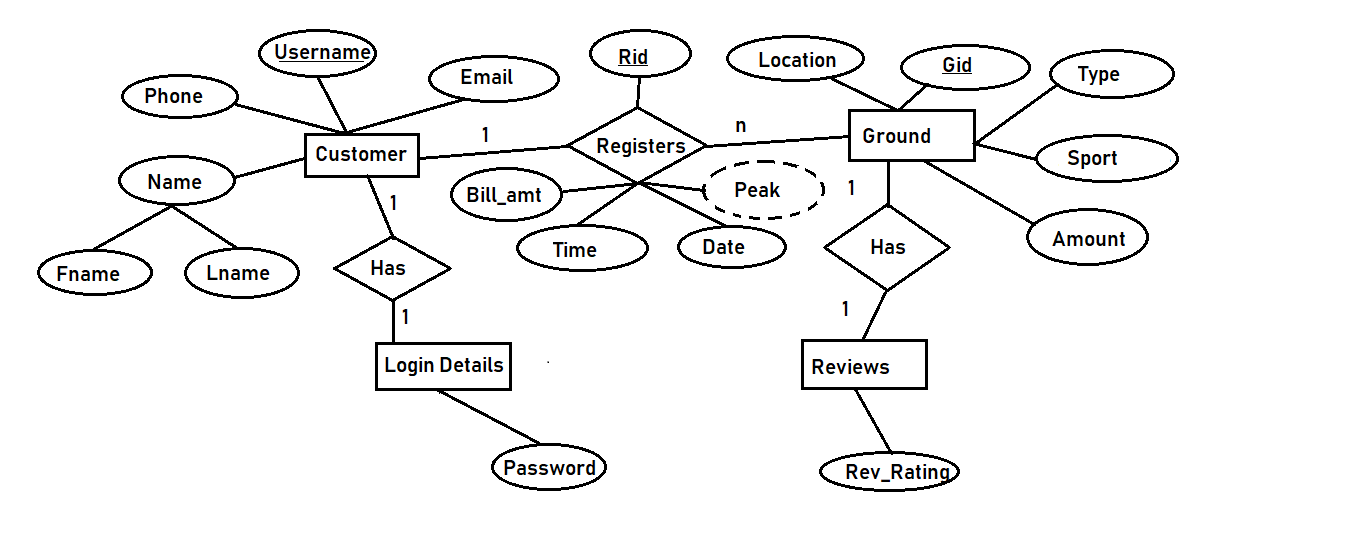 Username
Rid
Location
Gid
Type
Phone
Email
Customer
1
Registers
n
Ground
Sport
Name
Bill_amt
Peak
1
1
Amount
Fname
Lname
Has
Time
Date
Has
1
1
Login Details
Reviews
Password
Rev_Rating